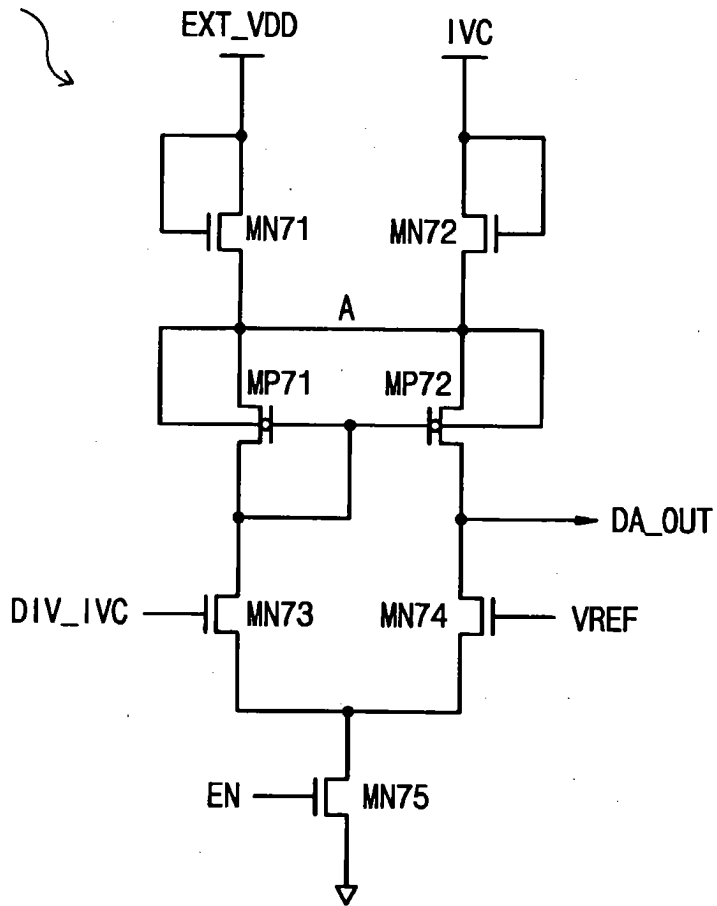 EXT_VDD
IVC
MN71
MN72
A
MP71
MP72
DA_OUT
DIV_IVC
MN73
MN74
VREF
EN
MN75